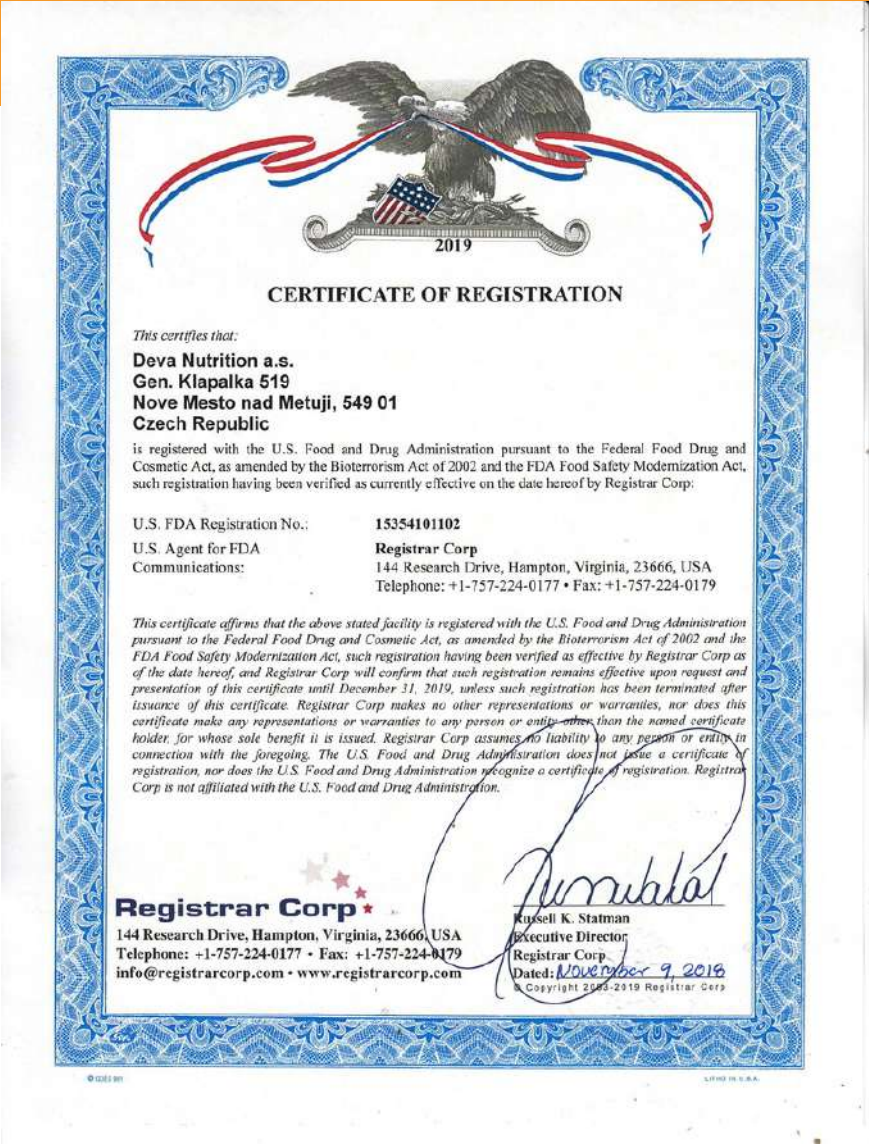 2019
CERTIFICATE OF REGISTRATION
This certifies that:
Deva Nutrition a.s.
Gen. Klapalka 519
Nove Mesto nad Metuji, 549 01
Czech Republic
is registered with the U.S. Food and Drug Administration pursuant to the Federal Food Drug and
Cosmetic Act, as amended by the Bioterrorism Act of 2002 and the FDA Food Safety Modernization Act,
such registration having been verified as currently effective on the date hereof by Registrar Corp:
U.S. FDA Registration No.: 15354101102
U.S. Agent for FDA Registrar Corp
Communications: 144 Research Drive, Hampton, Virginia, 23666, USA
Telephone: +1-757-224-0177 • Fax: +1-757-224-0179
This certificate affirms that the above stated facility is registered with the U.S. Food and Drug Administration
pursuant to the Federal Food Drug and Cosmetic Act, as amended by the Bioterrorism Act of 2002 and the
FDA Food Safety Modernization Act, such registration having been verified as effective by Registrar Corp as
of the date hereof, and Registrar Corp will confirm that such registration remains effective upon request and
presentation of this certificate until December 31, 2019, unless such registration has been terminated after
issuance of this certificate. Registrar Corp makes no other representations or warranties, nor does this
certificate make any representations or warranties to any person or entity other than the named certificate
holder, for whose sole benefit it is issued. Registrar Corp assumes no liability to any person or entity in
connection with the foregoing. The U.S. Food and Drug Administration does not issue a certificate of
registration, nor does the U.S. Food and Drug Administration recognize a certificate of registration. Registrar
Corp is not affiliated with the U.S. Food and Drug Administration.
Registrar Corp
144 Research Drive, Hampton, Virginia, 23666, USA
Telephone: +1-757-224-0177 • Fax: +1-757-224-0179
info@registrarcorp.com • www.registrarcorp.com
Russell K. Statman
Executive Director
Registrar Corp
Dated: November 9, 2018
© Copyright 2003-2019 Registrar Corp
LITHO IN U.S.A.